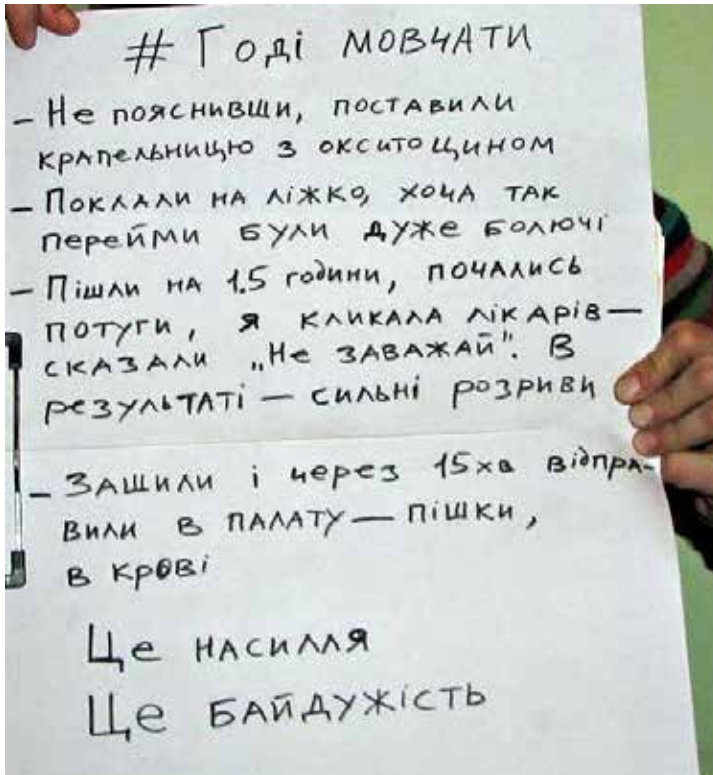 # Годі мовчати
- Не пояснивши, поставили
крапельницю з окситоцином
- Поклали на ліжко, хоча так
перейми були дуже болючі
- Пішли на 1.5 години, почались
потуги, я кликала лікарів —
сказали „Не заважай". В
результаті — сильні розриви
- Зашили і через 15хв відпра-
вили в палату — пішки,
в крові
Це насилля
Це байдужість